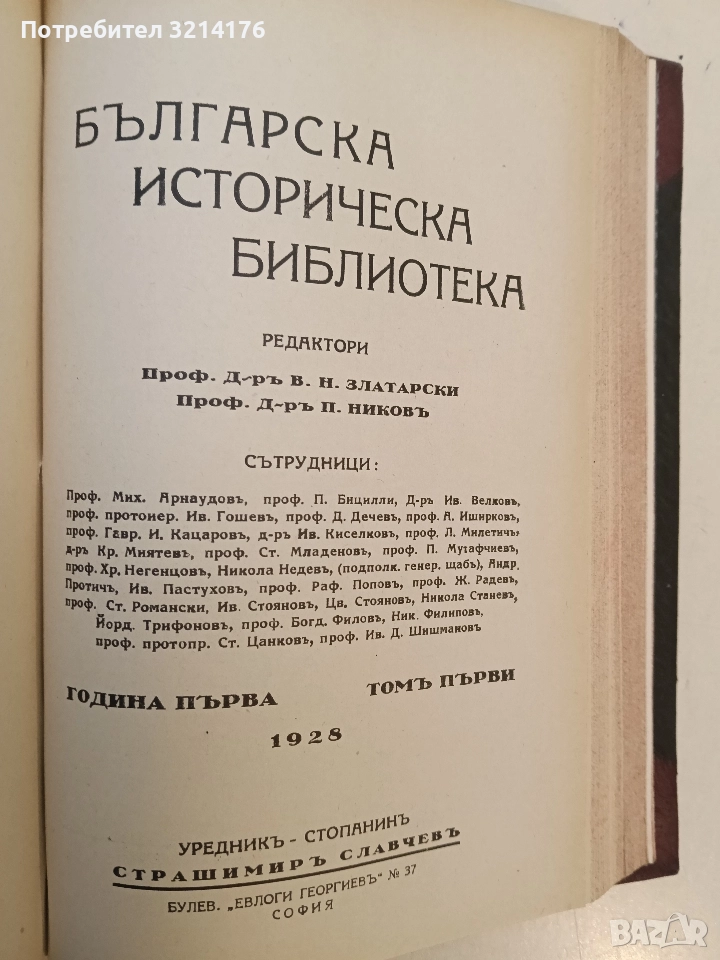 Потребител 3214176
БЪЛГАРСКА
ИСТОРИЧЕСКА
БИБЛИОТЕКА
РЕДАКТОРИ
Проф. Д-ръ В. Н. ЗЛАТАРСКИ
Проф. Д-ръ П. НИКОВЪ
СЪТРУДНИЦИ:
Проф. Мих. Арнаудовъ, проф. П. Бицилли, Д-ръ Ив. Велковъ,
проф. протоиер. Ив. Гошевъ, проф. Д. Дечевъ, проф. А. Иширковъ,
проф. Гавр. И. Кацаровъ, д-ръ Ив. Киселковъ, проф. Л. Милетичъ,
д-ръ Кр. Миятевъ, проф. Ст. Младеновъ, проф. П. Мутафчиевъ,
проф. Хр. Негенцовъ, Никола Недевъ, (подполк. генер. щабъ), Андр.
Протичъ, Ив. Пастуховъ, проф. Раф. Поповъ, проф. Ж. Радевъ,
проф. Ст. Романски, Ив. Стояновъ, Цв. Стояновъ, Никола Станевъ,
Йорд. Трифоновъ, проф. Богд. Филовъ, Ник. Филиповъ,
проф. протопр. Ст. Цанковъ, проф. Ив. Д. Шишмановъ
ГОДИНА ПЪРВА ТОМЪ ПЪРВИ
1928
УРЕДНИКЪ - СТОПАНИНЪ
СТРАШИМИРЪ СЛАВЧЕВЪ
БУЛЕВ. „ЕВЛОГИ ГЕОРГИЕВЪ“ № 37
СОФИЯ
BAZAR